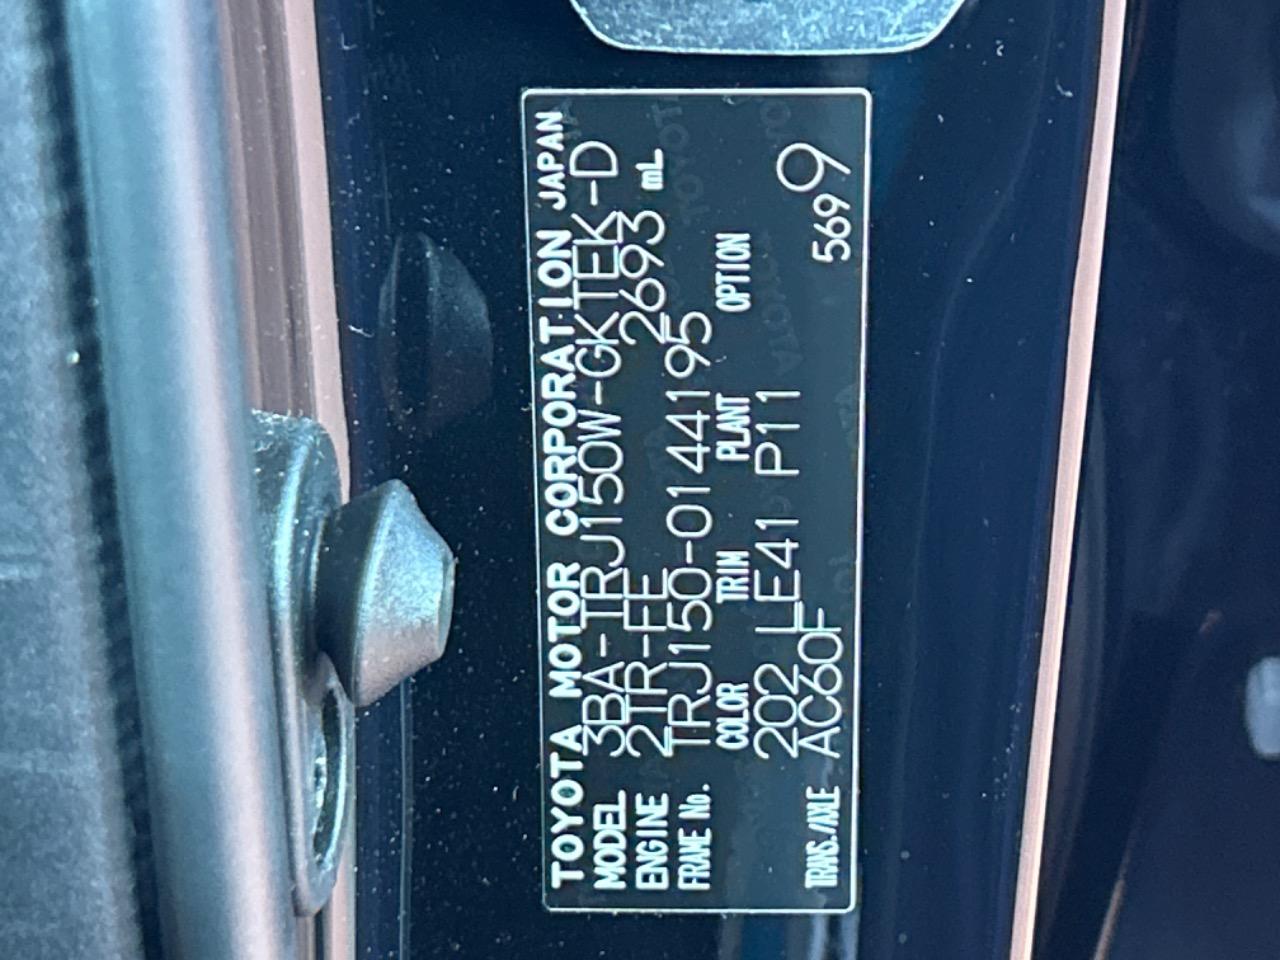 TOYOTA MOTOR CORPORATION JAPAN
MODEL 3BA-TRJ150W-GKTEK-D
ENGINE 2TR-FE 2693 mL
FRAME No. TRJ150-0144195
COLOR TRIM PLANT OPTION
202 LE41 P11
TRANS./AXLE AC60F 5699